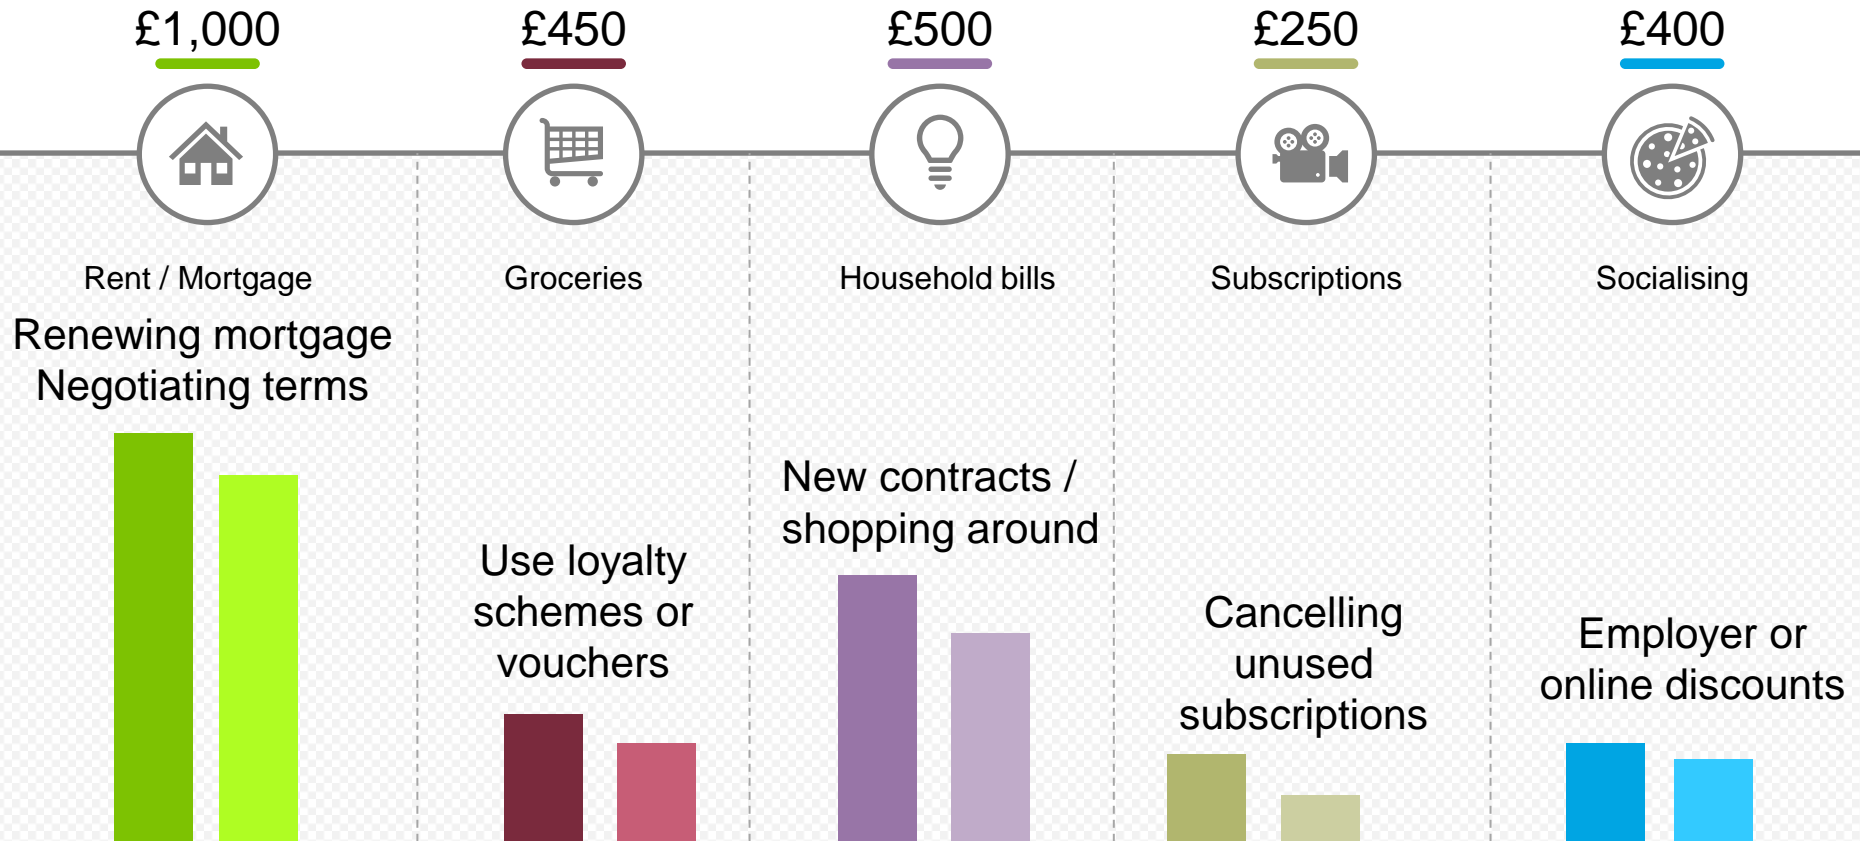 £1,000
£450
£500
£250
£400
Rent / Mortgage
Groceries
Household bills
Subscriptions
Socialising
Renewing mortgage
Negotiating terms
Use loyalty
schemes or
vouchers
New contracts /
shopping around
Cancelling
unused
subscriptions
Employer or
online discounts